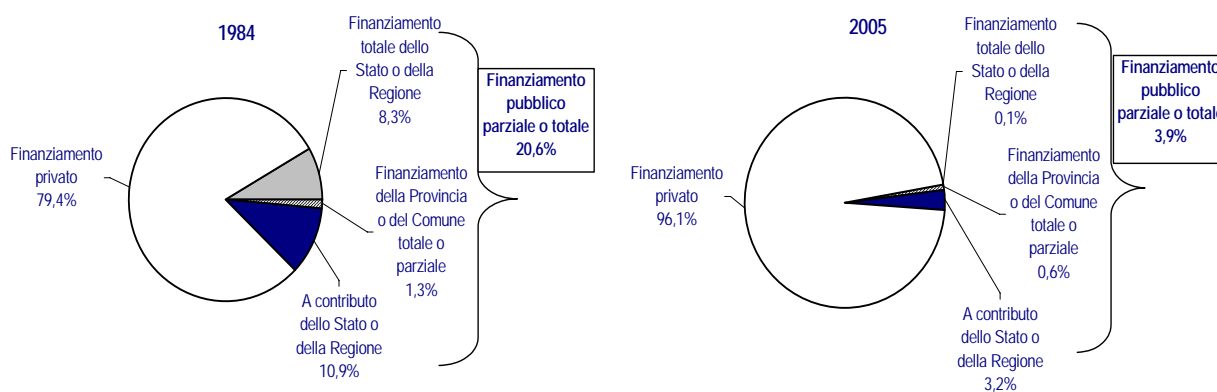 1984
Finanziamento
totale dello
Stato o della
Regione
8,3%
Finanziamento
pubblico
parziale o totale
20,6%
Finanziamento
privato
79,4%
Finanziamento
della Provincia
o del Comune
totale o
parziale
1,3%
A contributo
dello Stato o
della Regione
10,9%
2005
Finanziamento
totale dello
Stato o della
Regione
0,1%
Finanziamento
pubblico
parziale o totale
3,9%
Finanziamento
privato
96,1%
Finanziamento
della Provincia
o del Comune
totale o
parziale
0,6%
A contributo
dello Stato o
della Regione
3,2%